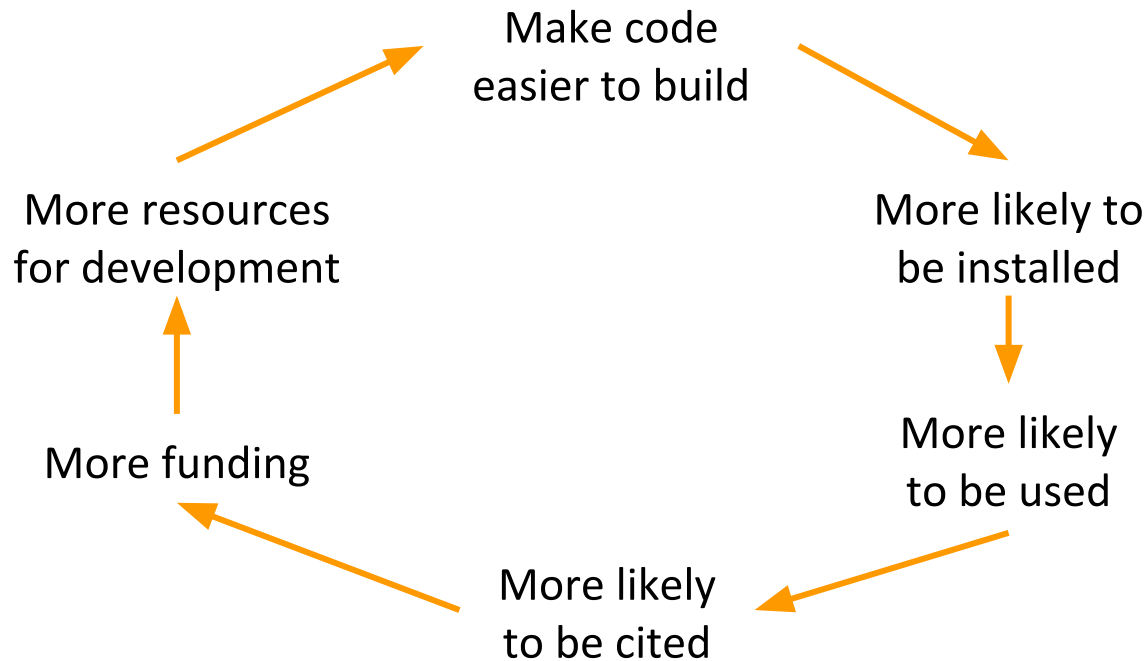 Make code
easier to build
More likely to
be installed
More likely
to be used
More likely
to be cited
More funding
More resources
for development